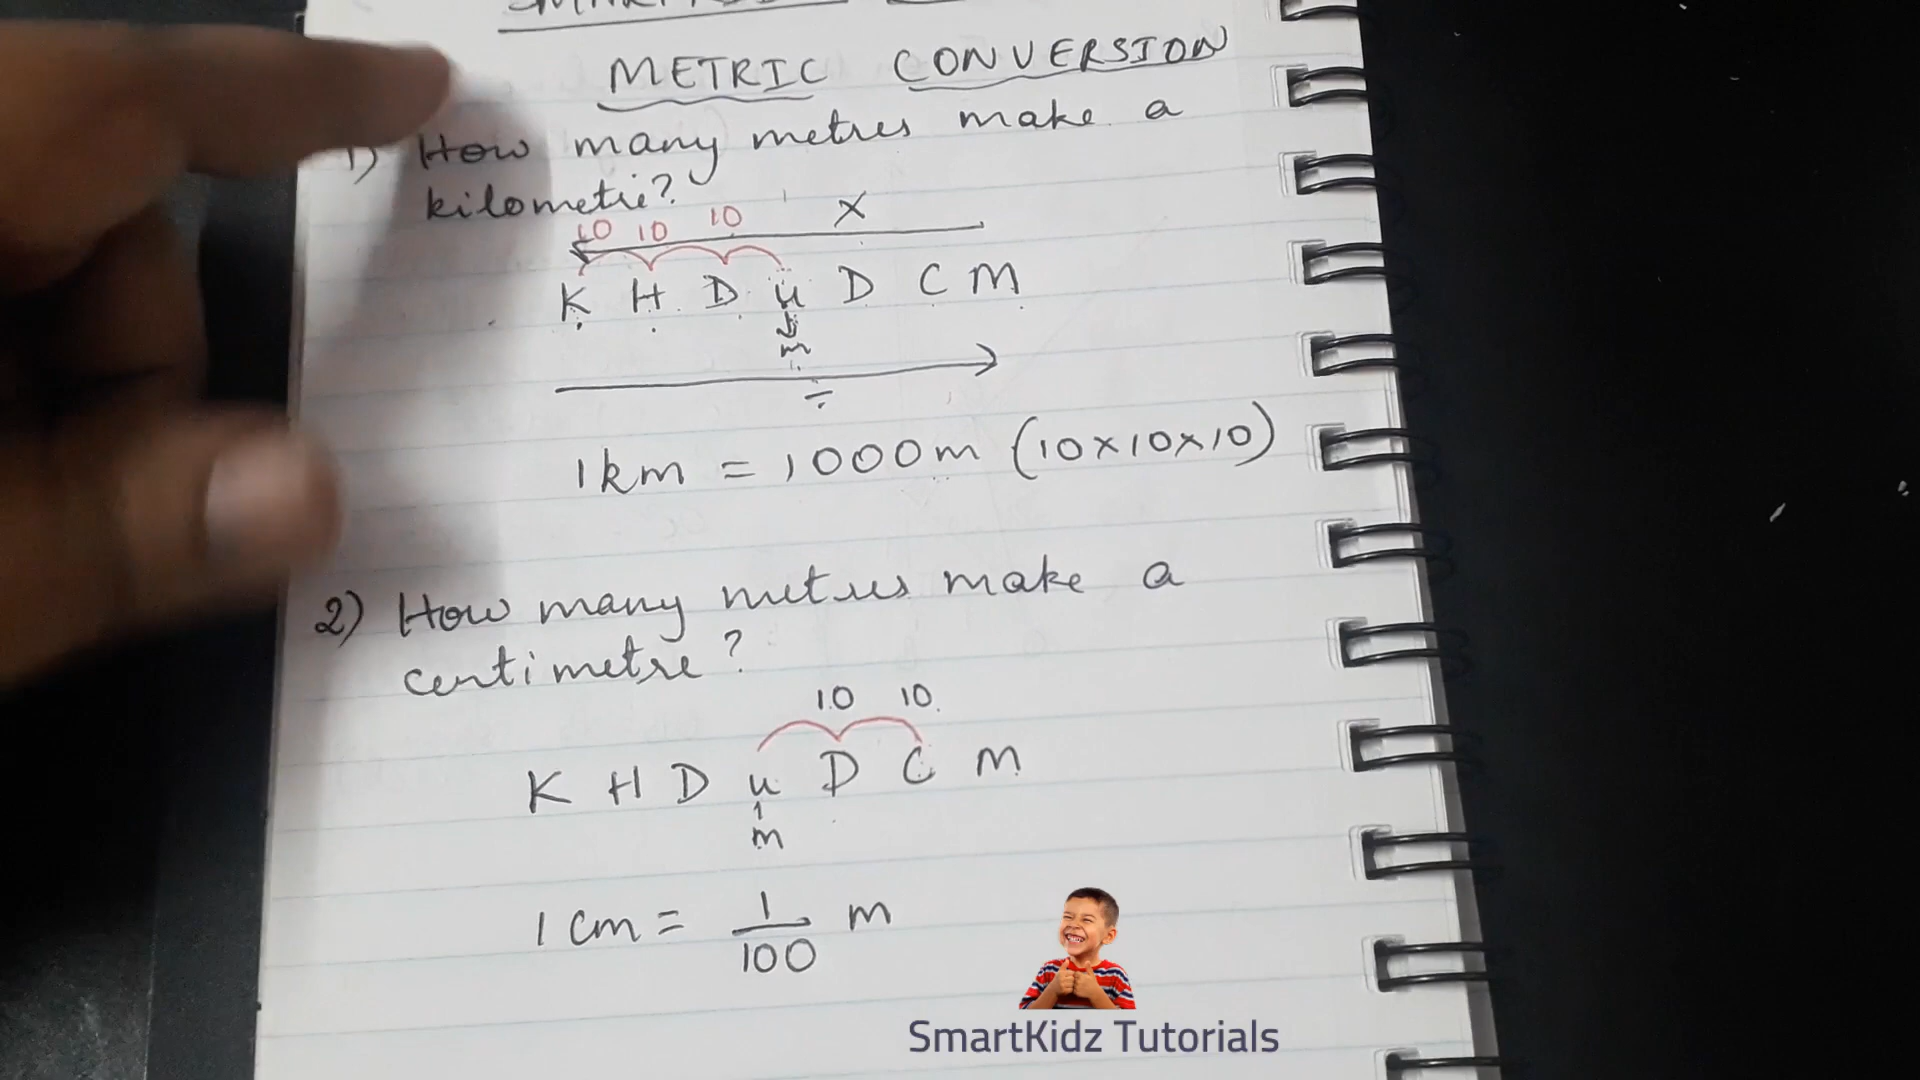 METRIC CONVERSION
1) How many metres make a
kilometre?
10 10 10 x
K H D u D C M
m
÷
1km = 1000m (10x10x10)
2) How many metres make a
centimetre?
10 10
K H D u D C M
m
1 cm = 1/100 m
SmartKidz Tutorials